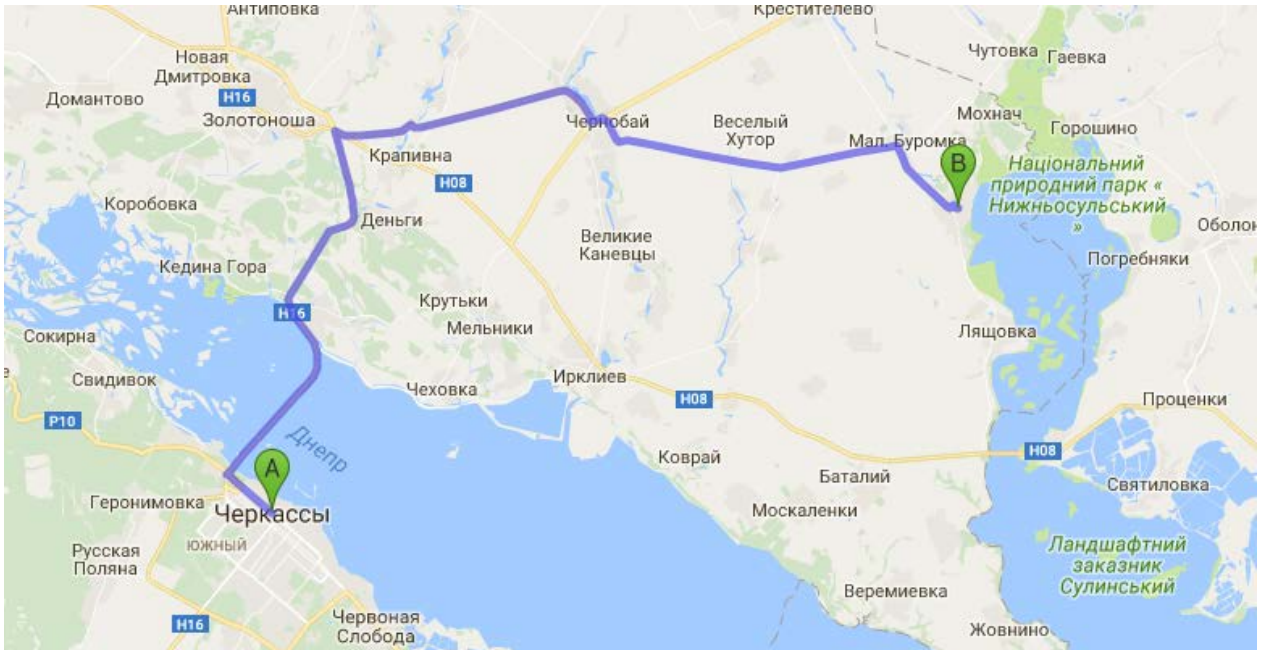 Антиповка
Крестителево
Новая
Дмитровка
Чутовка
Гаевка
Домантово
H16
Золотоноша
Чернобай
Веселый
Хутор
Мохнач
Горошино
Мал. Буромка
Крапивна
H08
B
Національний
природний парк «
Нижньосульський
»
Коробовка
Деньги
Великие
Каневцы
Оболон
Кедина Гора
Погребняки
Крутьки
H16
Мельники
Сокирна
Лящовка
е
Свидивок
Чеховка
Ирклиев
H08
Проценки
P10
Днепр
A
Коврай
H08
Баталий
Святиловка
Геронимовка
Черкассы
Москаленки
южный
Русская
Поляна
Ландшафтний
заказник
Сулинський
Веремиевка
H16
Червоная
Слобода
Жовнино